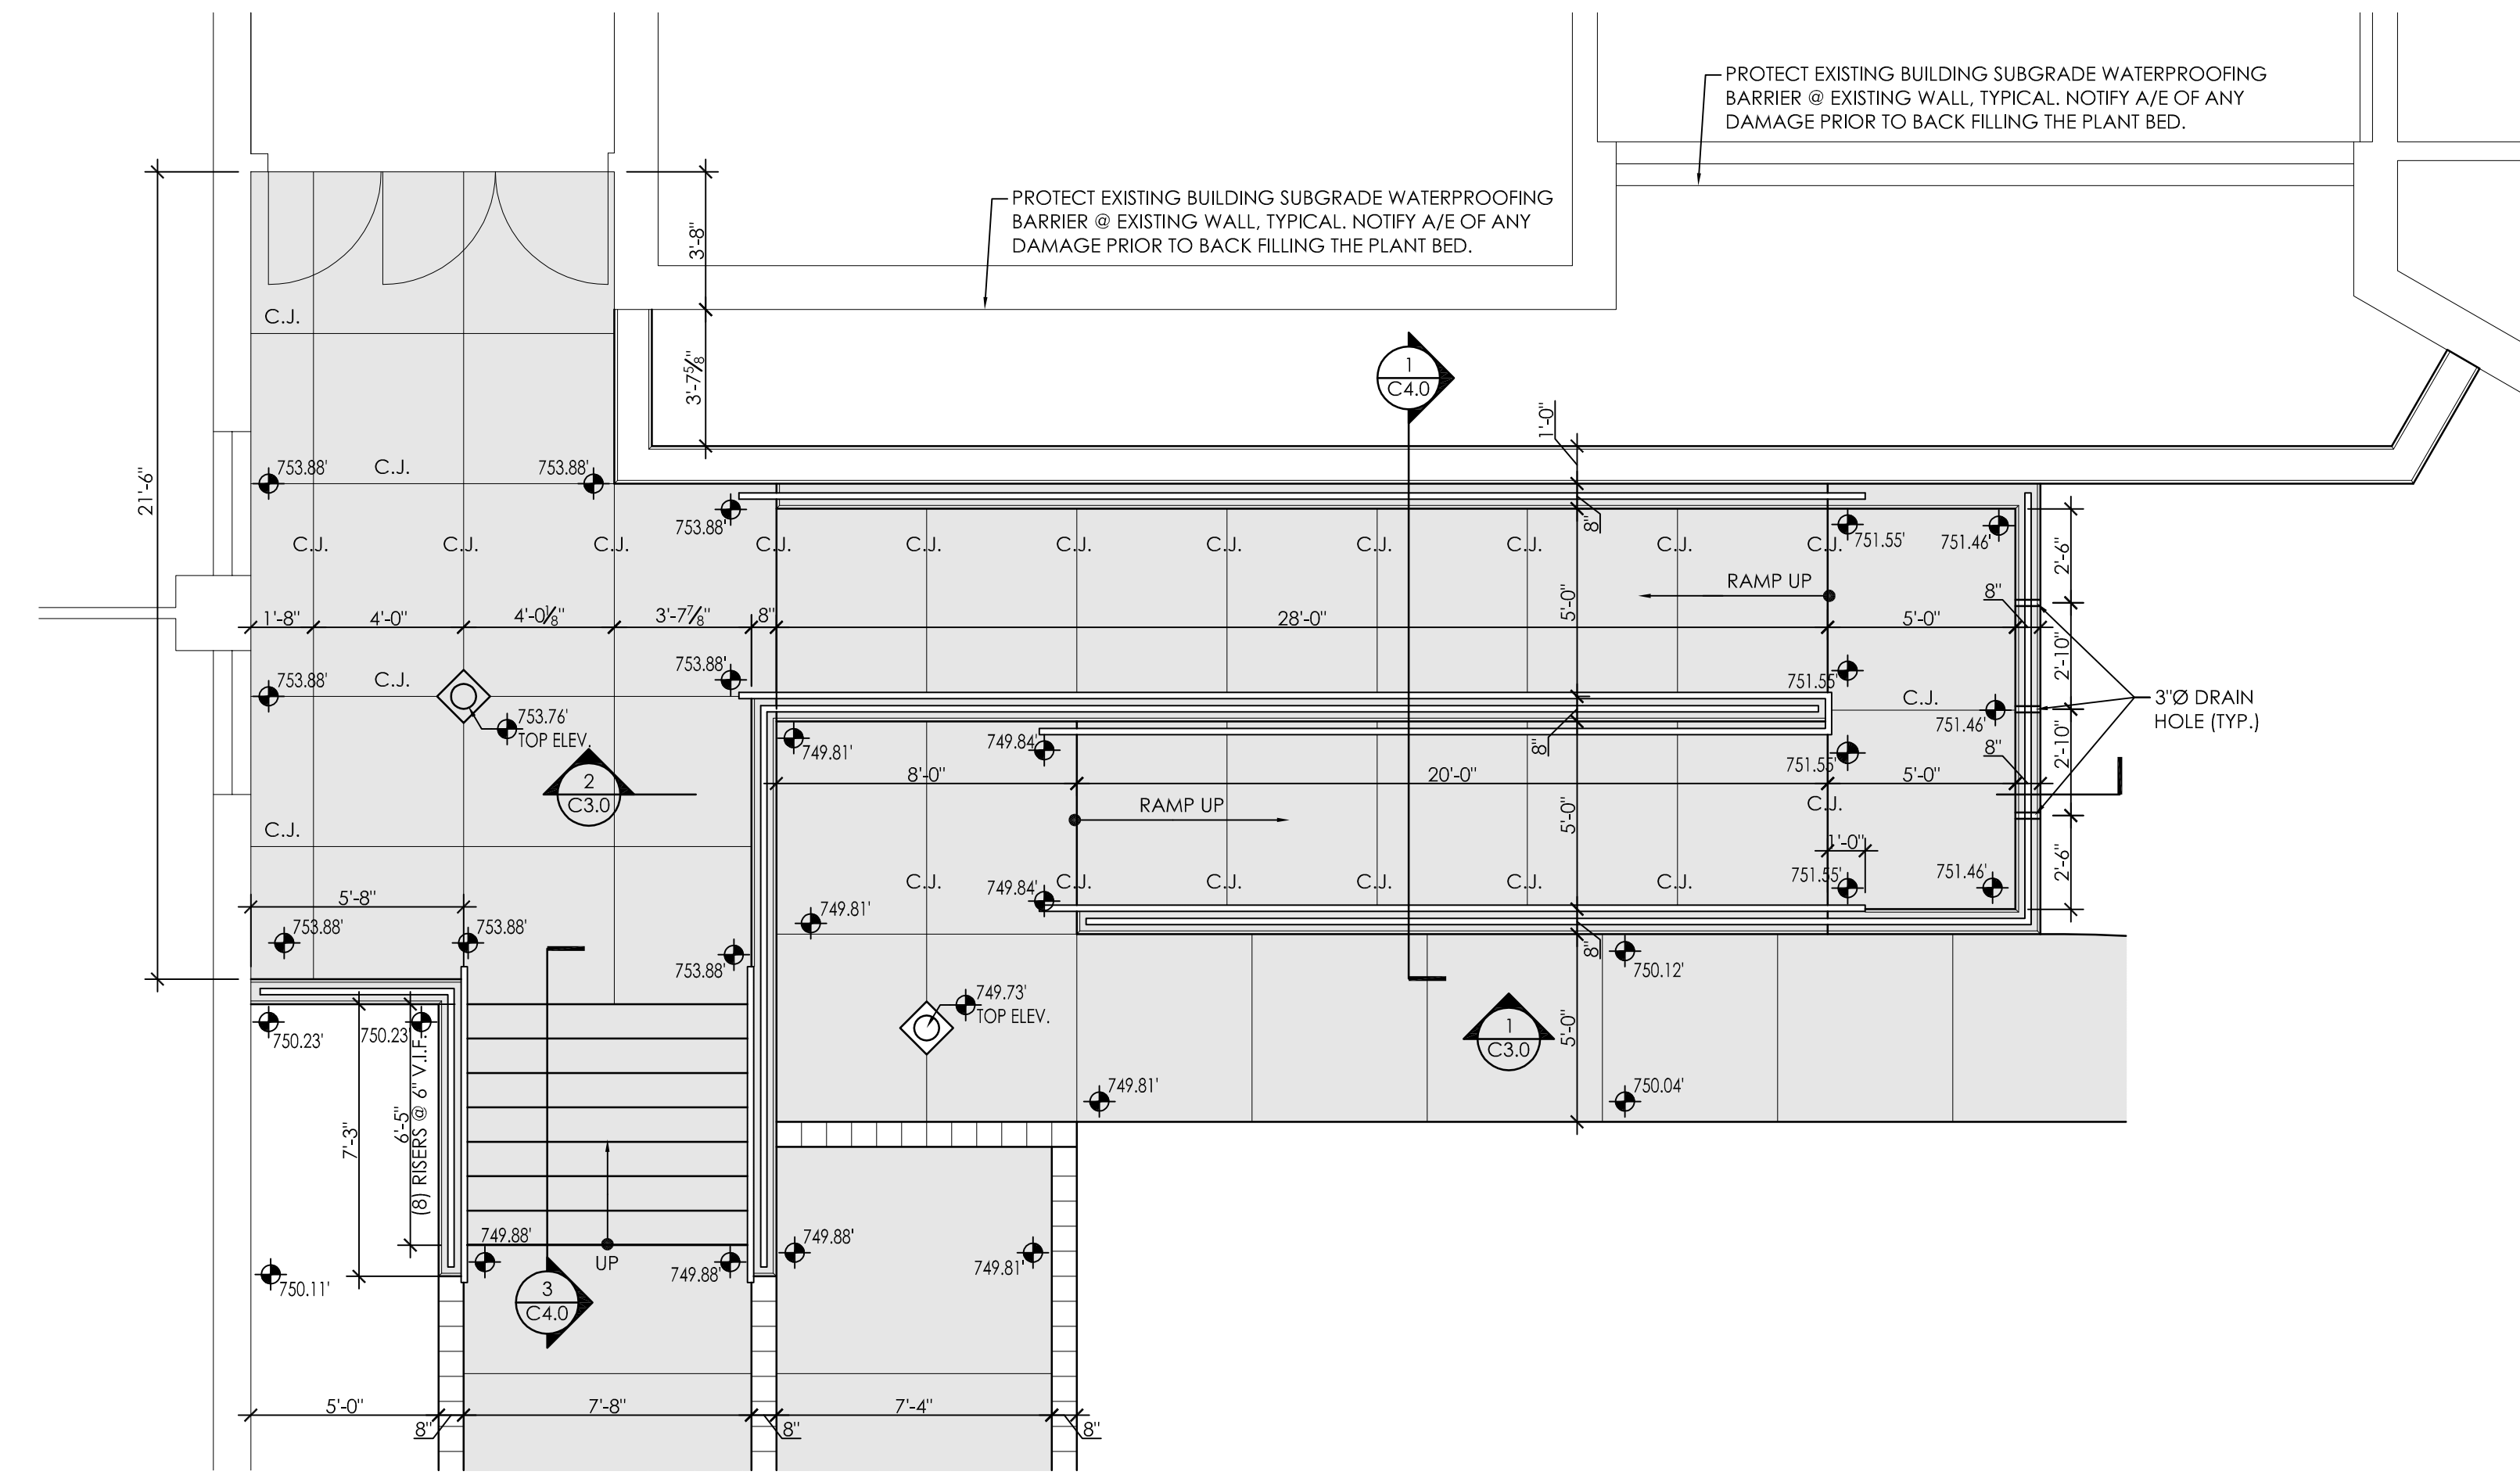 PROTECT EXISTING BUILDING SUBGRADE WATERPROOFING
BARRIER @ EXISTING WALL, TYPICAL. NOTIFY A/E OF ANY
DAMAGE PRIOR TO BACK FILLING THE PLANT BED.
PROTECT EXISTING BUILDING SUBGRADE WATERPROOFING
BARRIER @ EXISTING WALL, TYPICAL. NOTIFY A/E OF ANY
DAMAGE PRIOR TO BACK FILLING THE PLANT BED.
3'-8"
C.J.
3'-7⅝"
1
C4.0
1'-0"
21'-6"
753.88'
C.J.
753.88'
753.88'
8"
C.J.
C.J.
C.J.
C.J.
C.J.
C.J.
C.J.
C.J.
C.J.
C.J.
C.J.
751.55'
751.46'
2'-6"
RAMP UP
1'-8"
4'-0"
4'-0⅛"
3'-7⅞"
8"
28'-0"
5'-0"
5'-0"
8"
2'-10"
753.88'
C.J.
753.88'
751.55'
C.J.
751.46'
3"Ø DRAIN
HOLE (TYP.)
753.76'
TOP ELEV.
749.81'
749.84'
8"
751.55'
8"
2'-10"
2
C3.0
8'-0"
20'-0"
5'-0"
RAMP UP
5'-0"
C.J.
C.J.
1'-0"
2'-6"
5'-8"
C.J.
749.84'
C.J.
C.J.
C.J.
C.J.
C.J.
751.55'
751.46'
753.88'
753.88'
749.81'
753.88'
8"
750.12'
749.73'
TOP ELEV.
750.23'
750.23'
1
C3.0
5'-0"
7'-3"
6'-5"
(8) RISERS @ 6" V.I.F.
749.81'
750.04'
749.88'
UP
749.88'
749.88'
749.81'
750.11'
3
C4.0
5'-0"
8"
7'-8"
8"
7'-4"
8"